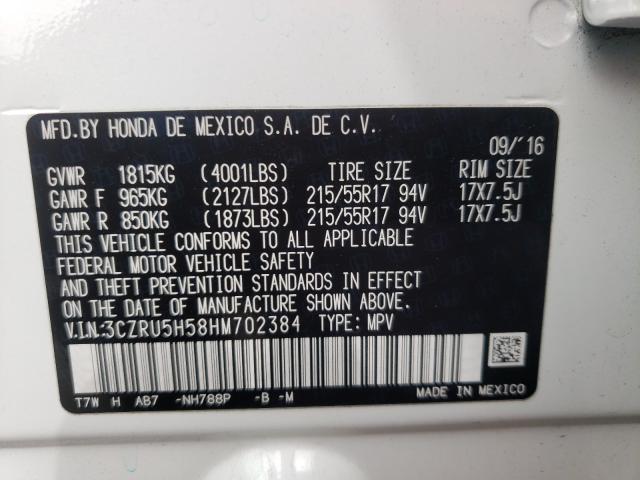 MFD.BY HONDA DE MEXICO S.A. DE C.V.
09/'16
GVWR 1815KG (4001LBS) TIRE SIZE RIM SIZE
GAWR F 965KG (2127LBS) 215/55R17 94V 17X7.5J
GAWR R 850KG (1873LBS) 215/55R17 94V 17X7.5J
THIS VEHICLE CONFORMS TO ALL APPLICABLE
FEDERAL MOTOR VEHICLE SAFETY
AND THEFT PREVENTION STANDARDS IN EFFECT
ON THE DATE OF MANUFACTURE SHOWN ABOVE.
V.I.N.:3CZRU5H58HM702384 TYPE: MPV
T7W H AB7 -NH788P -B -M MADE IN MEXICO